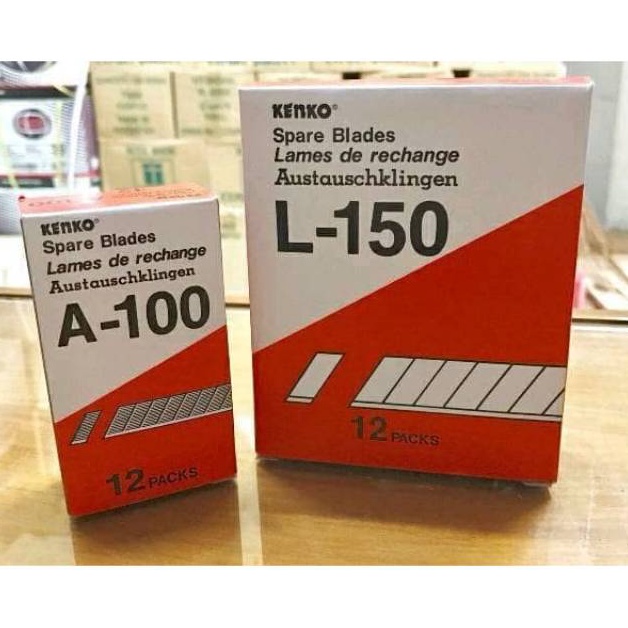 KENKO®
Spare Blades
Lames de rechange
Austauschklingen
A-100
12 PACKS
KENKO®
Spare Blades
Lames de rechange
Austauschklingen
L-150
12 PACKS